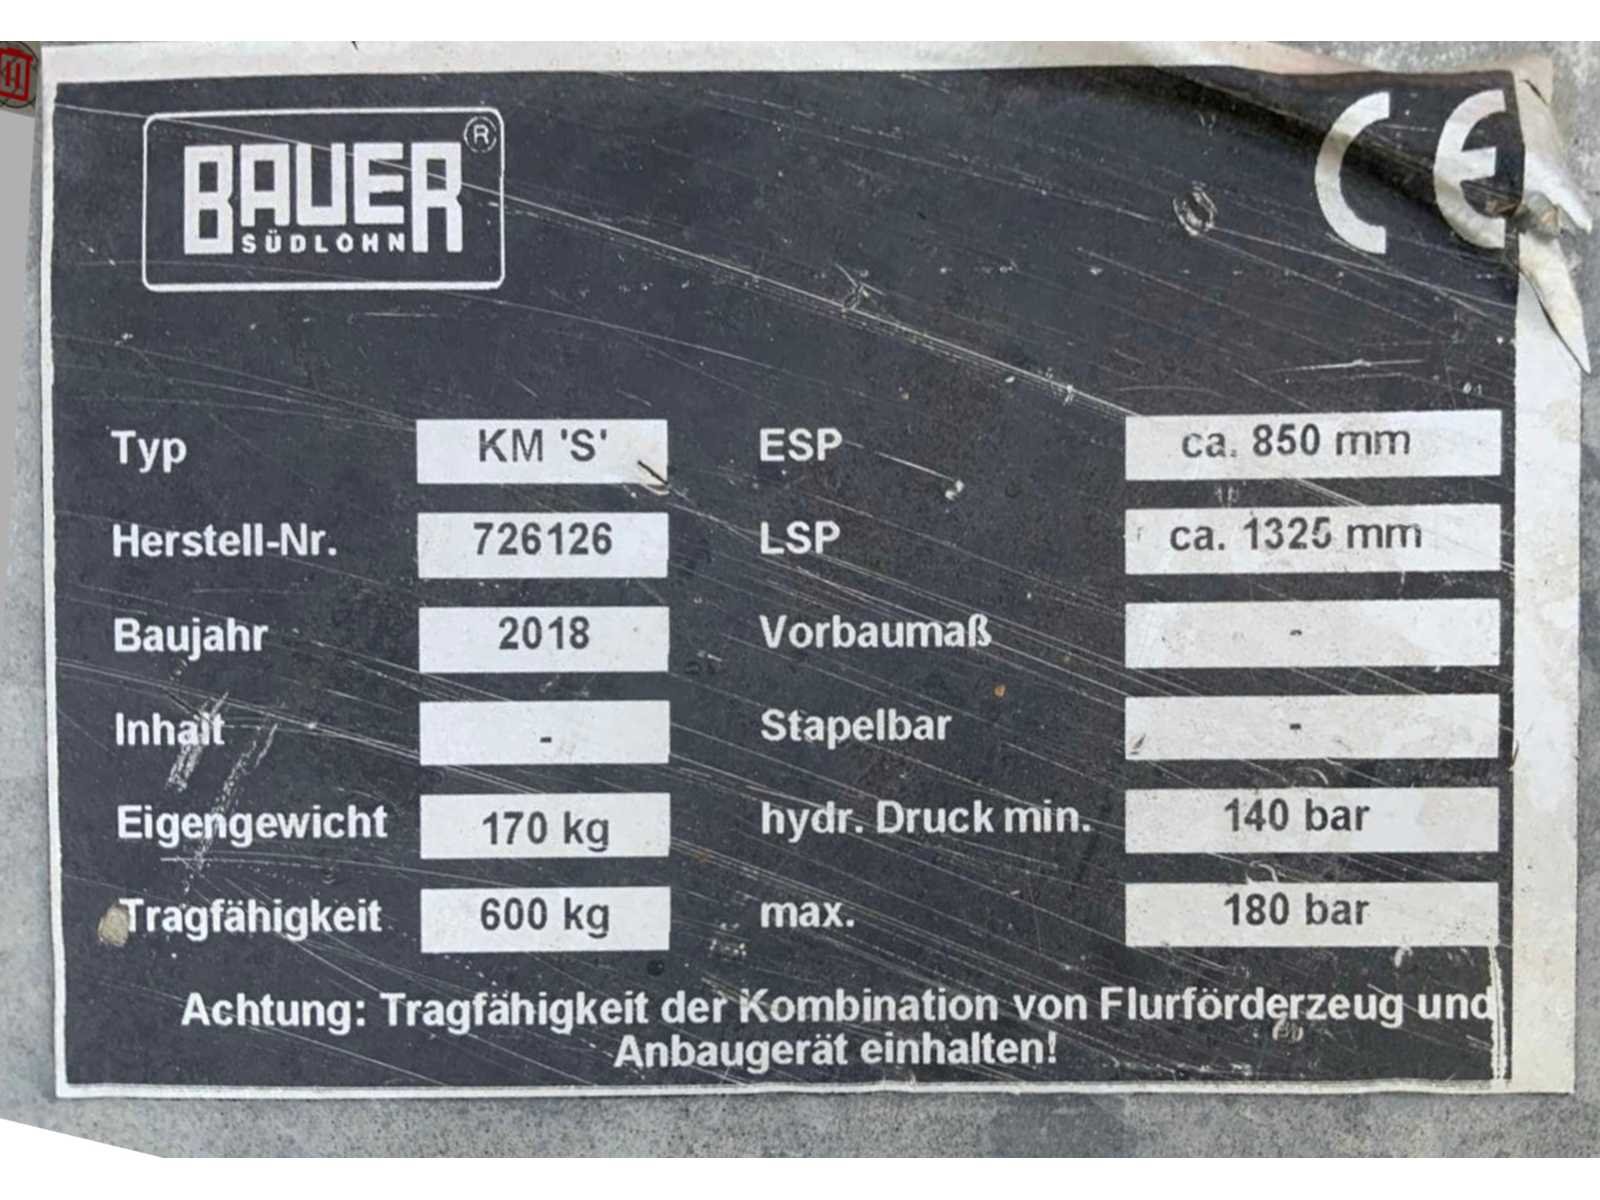 BAUER ®
SÜDLOHN
CE
Typ KM 'S' ESP ca. 850 mm
Herstell-Nr. 726126 LSP ca. 1325 mm
Baujahr 2018 Vorbaumaß -
Inhalt - Stapelbar -
Eigengewicht 170 kg hydr. Druck min. 140 bar
Tragfähigkeit 600 kg max. 180 bar
Achtung: Tragfähigkeit der Kombination von Flurförderzeug und
Anbaugerät einhalten!